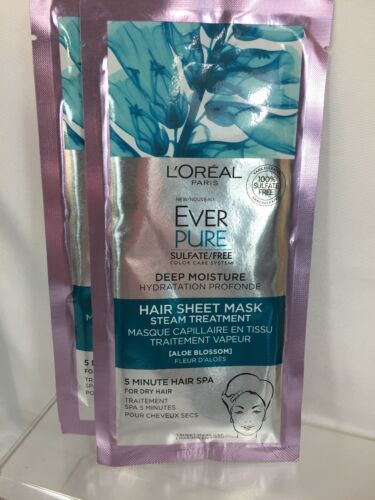 L'ORÉAL
PARIS
NEW/NOUVEAU
EVER
PURE
SULFATE/FREE
COLOR CARE SYSTEM
100%
SULFATE
FREE
DEEP MOISTURE
HYDRATATION PROFONDE
HAIR SHEET MASK
STEAM TREATMENT
MASQUE CAPILLAIRE EN TISSU
TRAITEMENT VAPEUR
[ALOE BLOSSOM]
FLEUR D'ALOÈS
5 MINUTE HAIR SPA
FOR DRY HAIR
TRAITEMENT
SPA 5 MINUTES
POUR CHEVEUX SECS